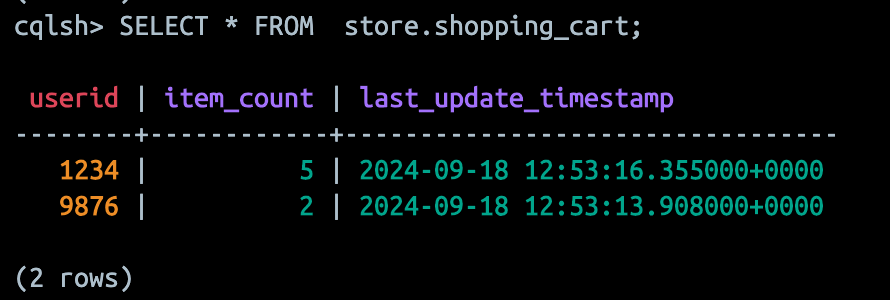 cqlsh> SELECT * FROM  store.shopping_cart;
 userid | item_count | last_update_timestamp
--------+------------+---------------------------------
   1234 |          5 | 2024-09-18 12:53:16.355000+0000
   9876 |          2 | 2024-09-18 12:53:13.908000+0000
(2 rows)